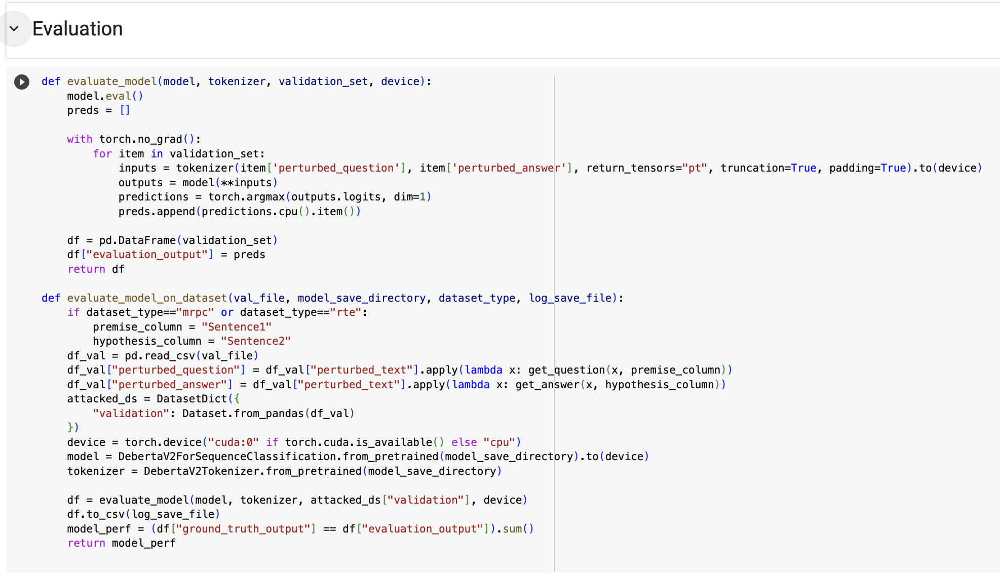 Evaluation
def evaluate_model(model, tokenizer, validation_set, device):
    model.eval()
    preds = []

    with torch.no_grad():
        for item in validation_set:
            inputs = tokenizer(item['perturbed_question'], item['perturbed_answer'], return_tensors="pt", truncation=True, padding=True).to(device)
            outputs = model(**inputs)
            predictions = torch.argmax(outputs.logits, dim=1)
            preds.append(predictions.cpu().item())

    df = pd.DataFrame(validation_set)
    df["evaluation_output"] = preds
    return df

def evaluate_model_on_dataset(val_file, model_save_directory, dataset_type, log_save_file):
    if dataset_type=="mrpc" or dataset_type=="rte":
        premise_column = "Sentence1"
        hypothesis_column = "Sentence2"
    df_val = pd.read_csv(val_file)
    df_val["perturbed_question"] = df_val["perturbed_text"].apply(lambda x: get_question(x, premise_column))
    df_val["perturbed_answer"] = df_val["perturbed_text"].apply(lambda x: get_answer(x, hypothesis_column))
    attacked_ds = DatasetDict({
        "validation": Dataset.from_pandas(df_val)
    })
    device = torch.device("cuda:0" if torch.cuda.is_available() else "cpu")
    model = DebertaV2ForSequenceClassification.from_pretrained(model_save_directory).to(device)
    tokenizer = DebertaV2Tokenizer.from_pretrained(model_save_directory)

    df = evaluate_model(model, tokenizer, attacked_ds["validation"], device)
    df.to_csv(log_save_file)
    model_perf = (df["ground_truth_output"] == df["evaluation_output"]).sum()
    return model_perf